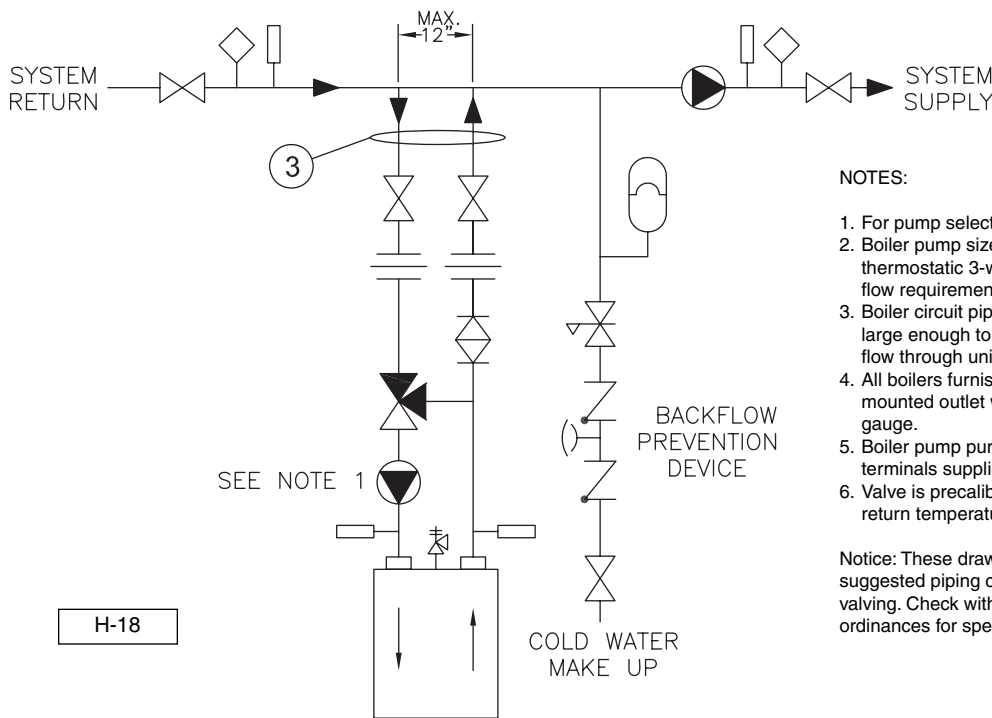 MAX.
12"
SYSTEM
RETURN
SYSTEM
SUPPLY
3
NOTES:
1. For pump select
2. Boiler pump size
thermostatic 3-w
flow requiremen
3. Boiler circuit pip
large enough to
flow through uni
4. All boilers furnis
mounted outlet v
gauge.
5. Boiler pump pur
terminals suppli
6. Valve is precalib
return temperatu
Notice: These draw
suggested piping c
valving. Check with
ordinances for spe
BACKFLOW
PREVENTION
DEVICE
SEE NOTE 1
H-18
COLD WATER
MAKE UP